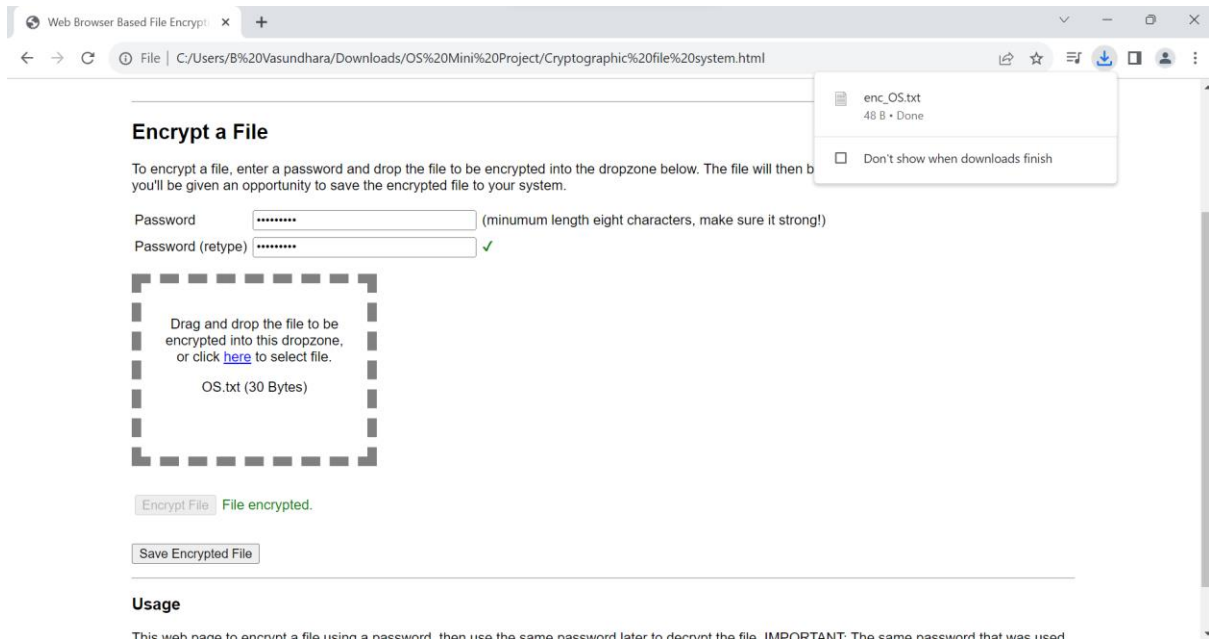 Web Browser Based File Encrypti
File | C:/Users/B%20Vasundhara/Downloads/OS%20Mini%20Project/Cryptographic%20file%20system.html
enc_OS.txt
48 B • Done
Don't show when downloads finish
Encrypt a File
To encrypt a file, enter a password and drop the file to be encrypted into the dropzone below. The file will then b
you'll be given an opportunity to save the encrypted file to your system.
Password ••••••••• (minumum length eight characters, make sure it strong!)
Password (retype) ••••••••• ✓
Drag and drop the file to be
encrypted into this dropzone,
or click here to select file.
OS.txt (30 Bytes)
Encrypt File File encrypted.
Save Encrypted File
Usage
This web page to encrypt a file using a password, then use the same password later to decrypt the file. IMPORTANT: The same password that was used